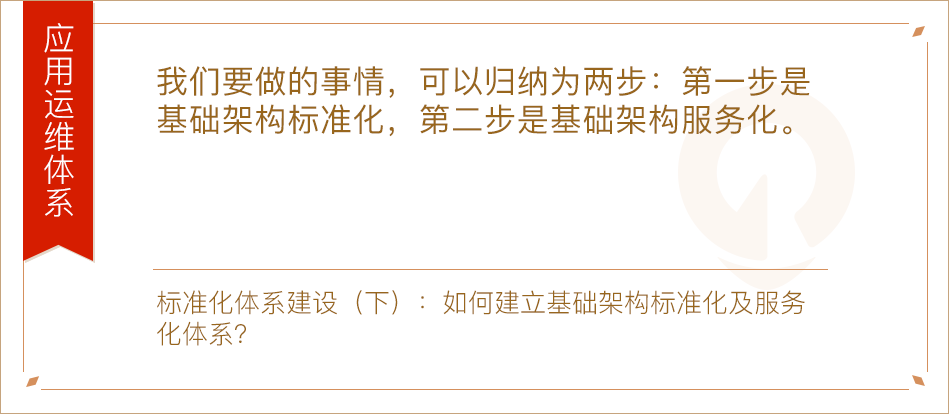 应用运维体系
我们要做的事情，可以归纳为两步：第一步是
基础架构标准化，第二步是基础架构服务化。
标准化体系建设（下）：如何建立基础架构标准化及服务
化体系？